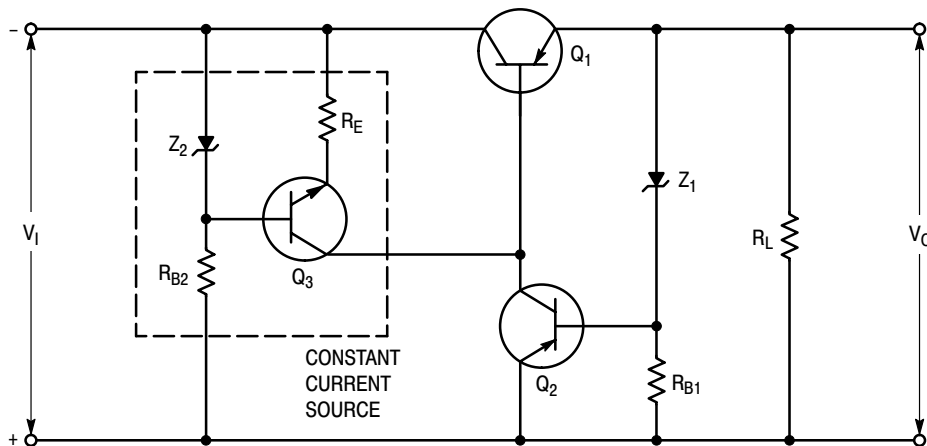 −
Q1
RE
Z2
Z1
VI
Q3
RL
VO
RB2
CONSTANT
CURRENT
SOURCE
Q2
RB1
+